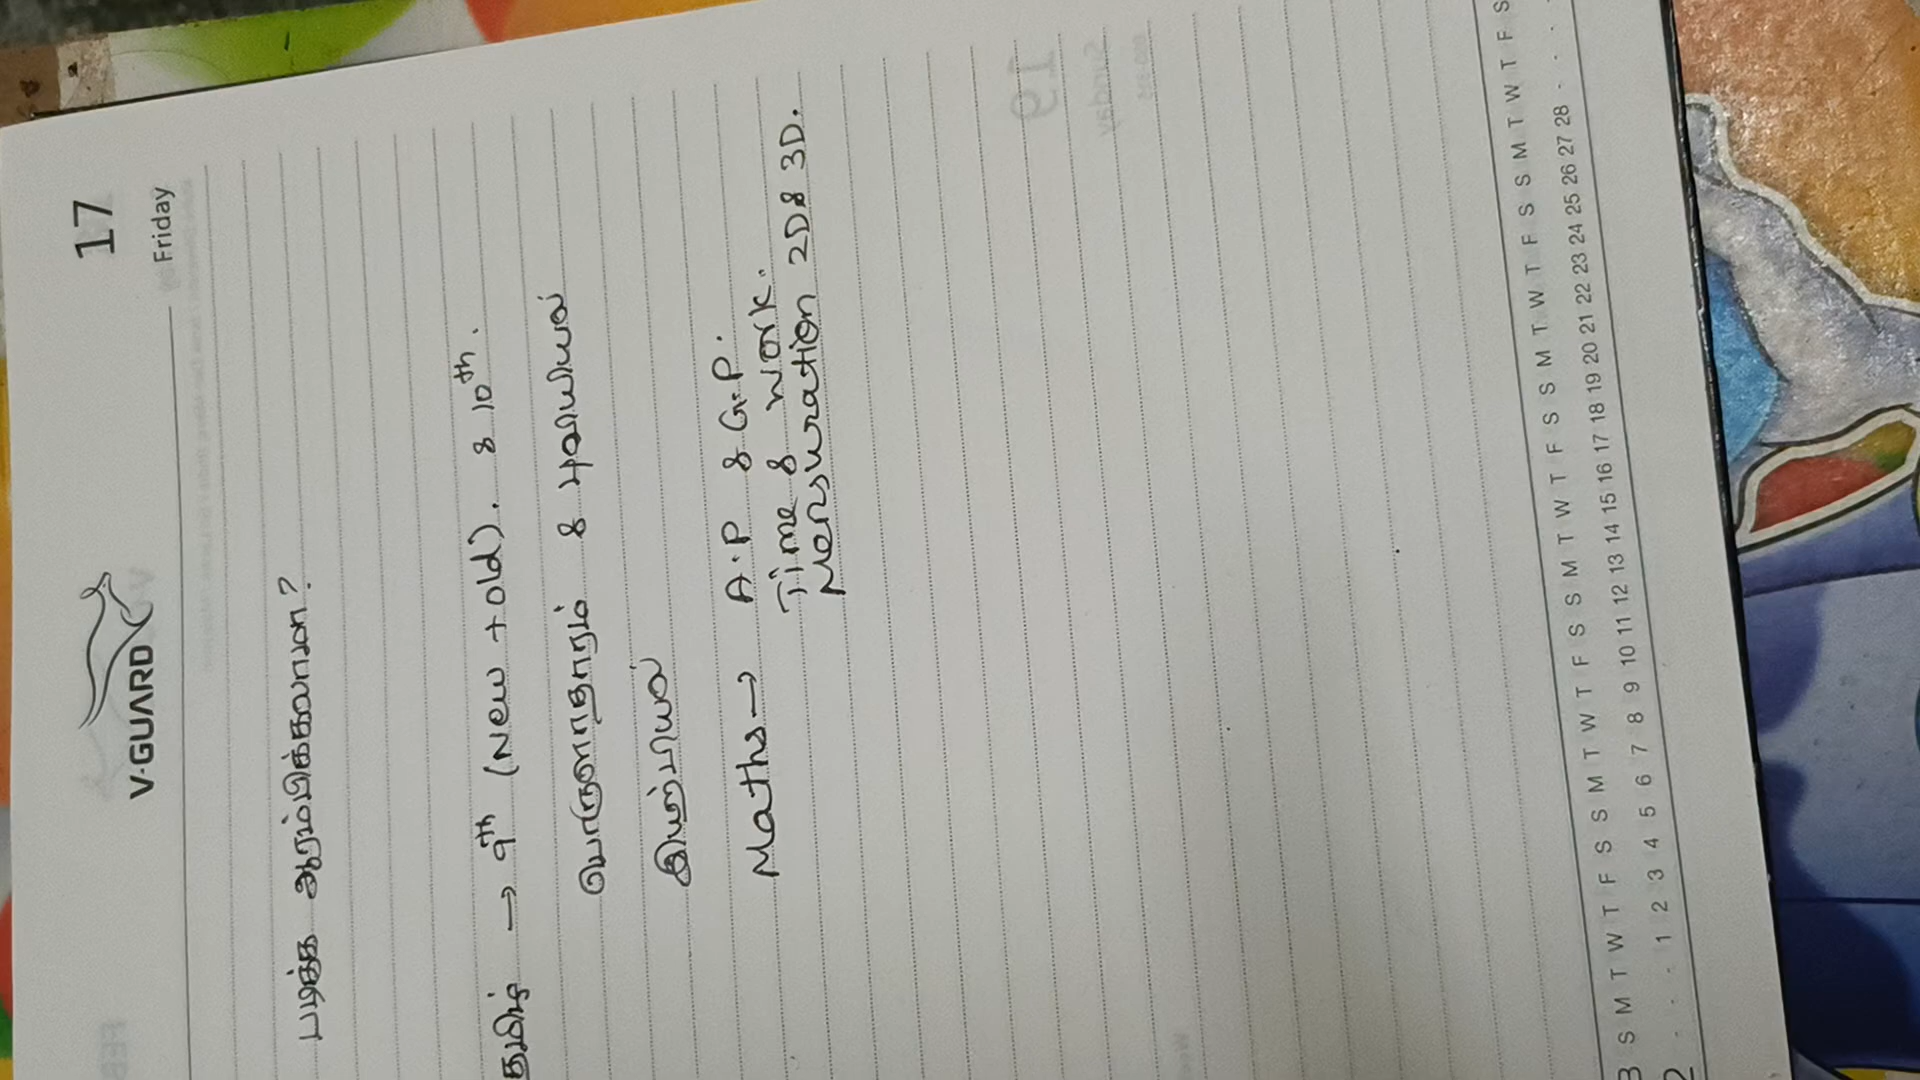 V-GUARD
17
Friday
படிக்க ஆரம்பிக்கலாமா?
தமிழ் → 9th (New + old). & 10th.
பொருளாதாரம் & புவியியல்
இயற்பியல்
Maths → A.P & G.P.
Time & work.
Mensuration 2D & 3D.
S M T W T F S S M T W T F S S M T W T F S S M T W T F S S M T W T F S
1 2 3 4 5 6 7 8 9 10 11 12 13 14 15 16 17 18 19 20 21 22 23 24 25 26 27 28